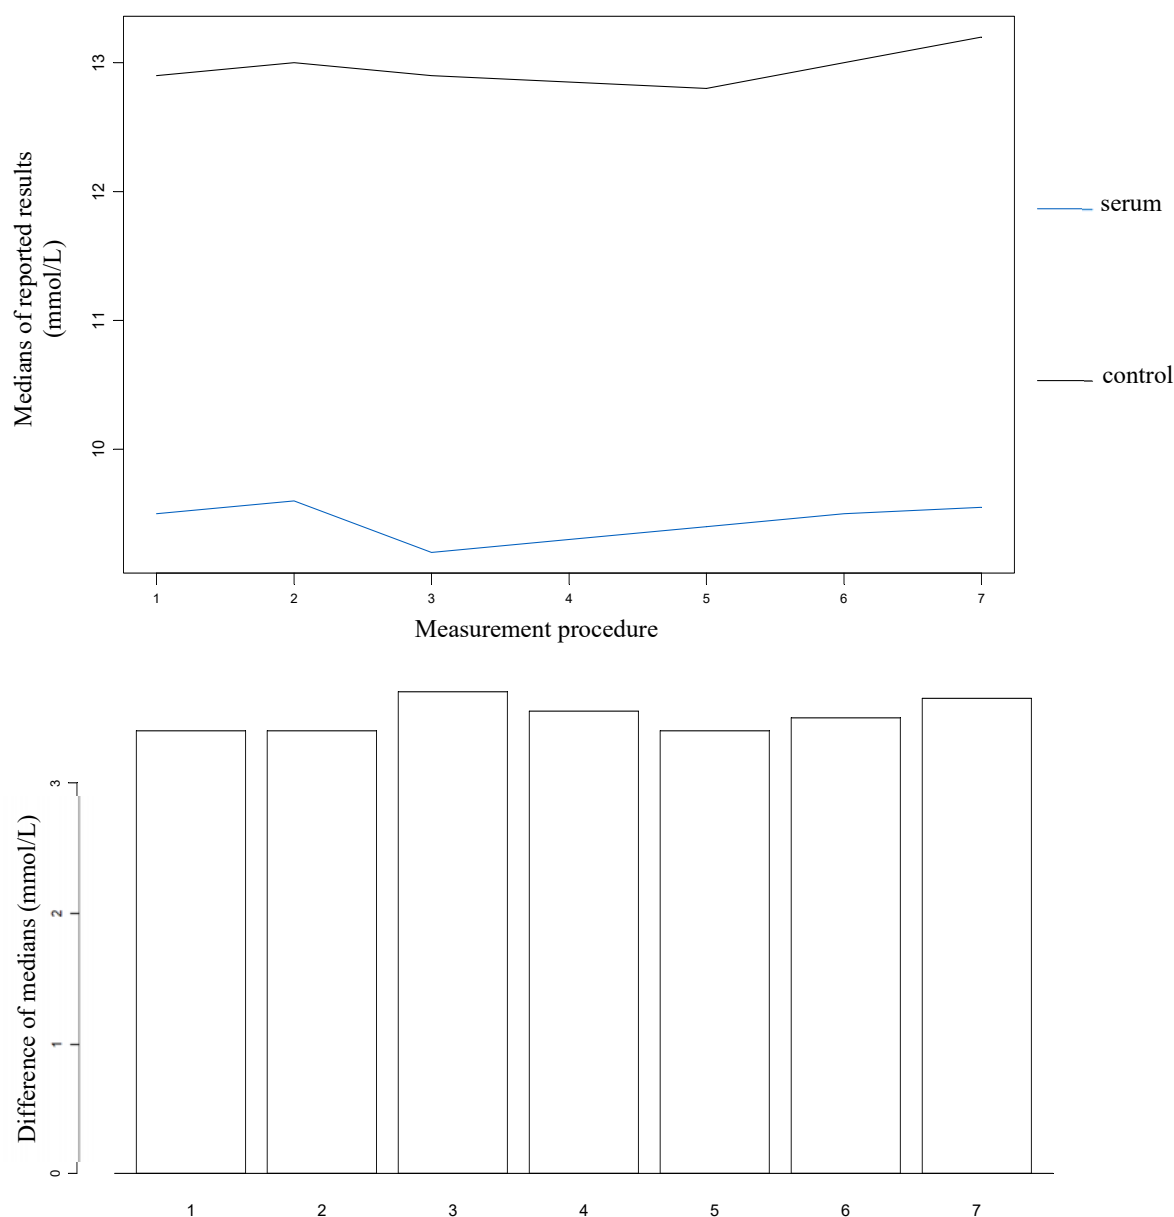 Medians of reported results
(mmol/L)
13
12
11
10
serum
control
1 2 3 4 5 6 7
Measurement procedure
Difference of medians (mmol/L)
3
2
1
0
1 2 3 4 5 6 7